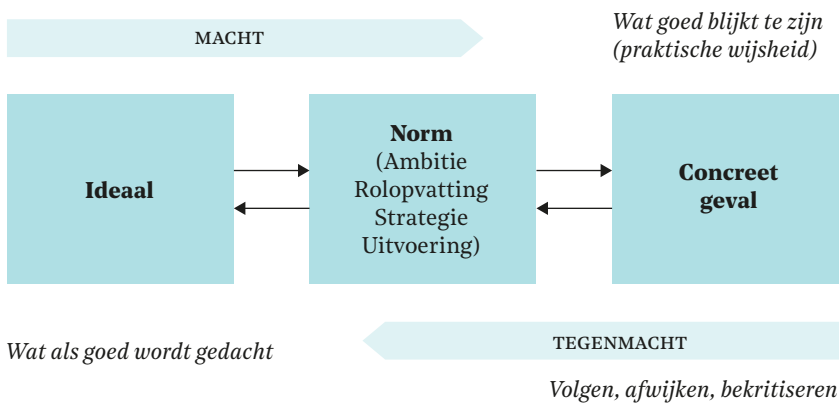 MACHT
Wat goed blijkt te zijn
(praktische wijsheid)
Ideaal
Norm
(Ambitie
Rolopvatting
Strategie
Uitvoering)
Concreet
geval
Wat als goed wordt gedacht
TEGENMACHT
Volgen, afwijken, bekritiseren